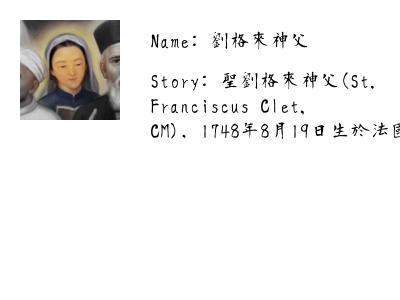 Name: 劉格來神父
Story: 聖劉格來神父(St.
Franciscus Clet,
CM), 1748年8月19日生於法國